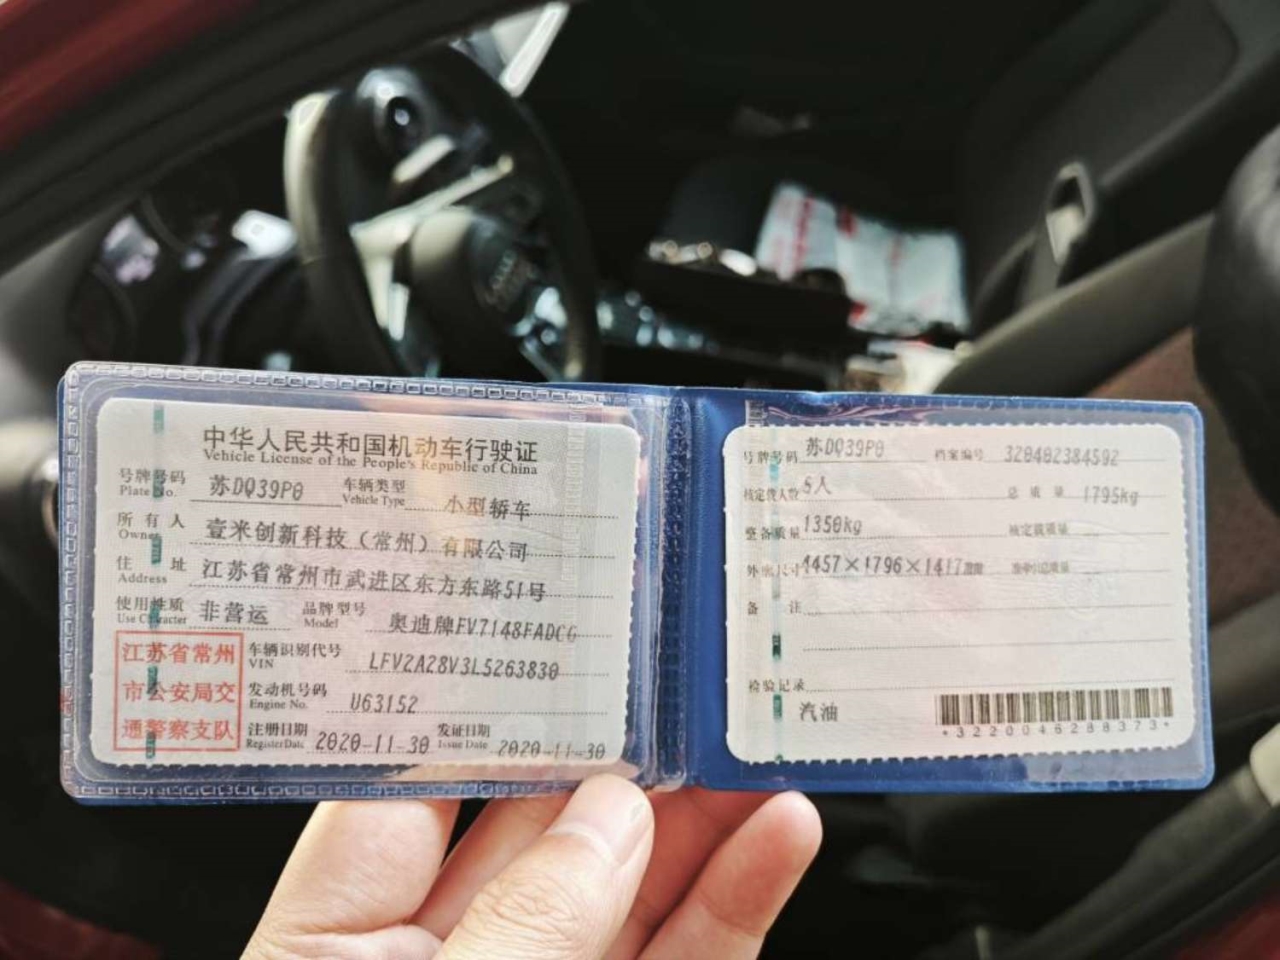 中华人民共和国机动车行驶证
Vehicle License of the People's Republic of China
号牌号码 苏DQ39P0 车辆类型 小型轿车
Plate No. Vehicle Type
所有人 壹米创新科技（常州）有限公司
Owner
住址 江苏省常州市武进区东方东路51号
Address
使用性质 非营运 品牌型号 奥迪牌FV7148FADCG
Use Character Model
江苏省常州
市公安局交
通警察支队
车辆识别代号 LFV2A28V3L5263830
VIN
发动机号码 U63152
Engine No.
注册日期 2020-11-30 发证日期 2020-11-30
Register Date Issue Date
号牌号码 苏DQ39P0 档案编号 320402384592
核定载人数 5人 总质量 1795kg
整备质量 1350kg 核定载质量
外廓尺寸 4457×1796×1417
备注
检验记录
汽油
*3220046288373*